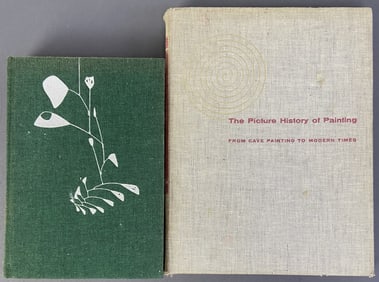 The Picture History of Painting
FROM CAVE PAINTING TO MODERN TIMES